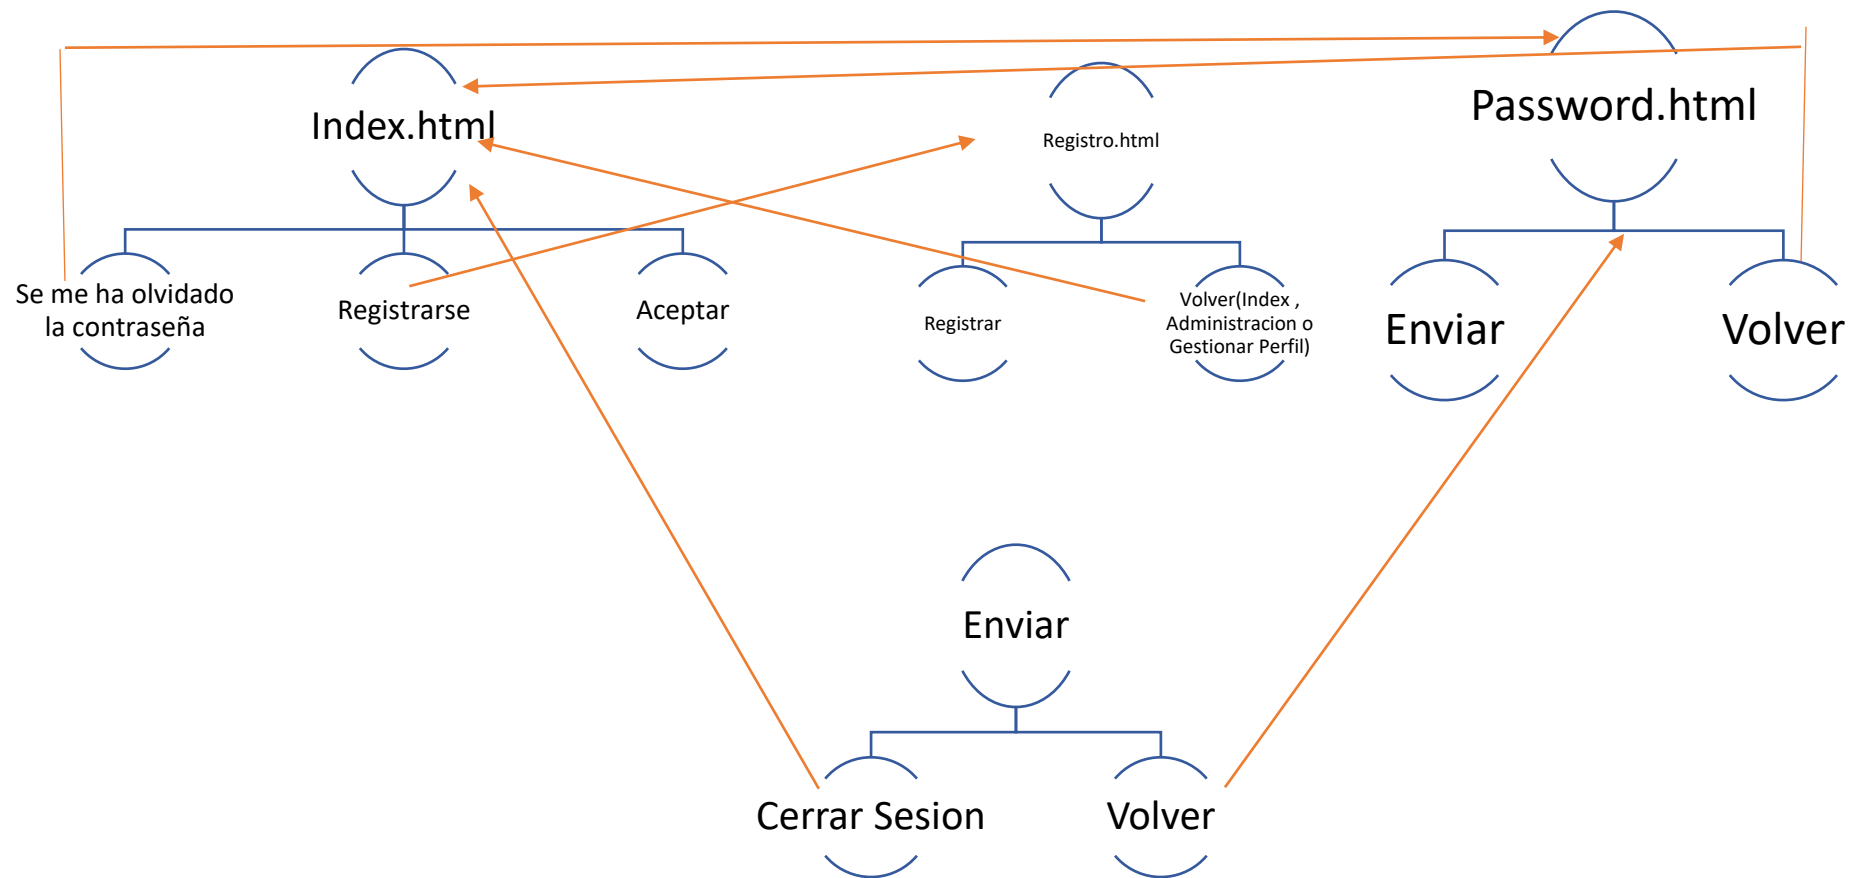 Index.html
Registro.html
Password.html
Se me ha olvidado
la contraseña
Registrarse
Aceptar
Registrar
Volver(Index ,
Administracion o
Gestionar Perfil)
Enviar
Volver
Enviar
Cerrar Sesion
Volver